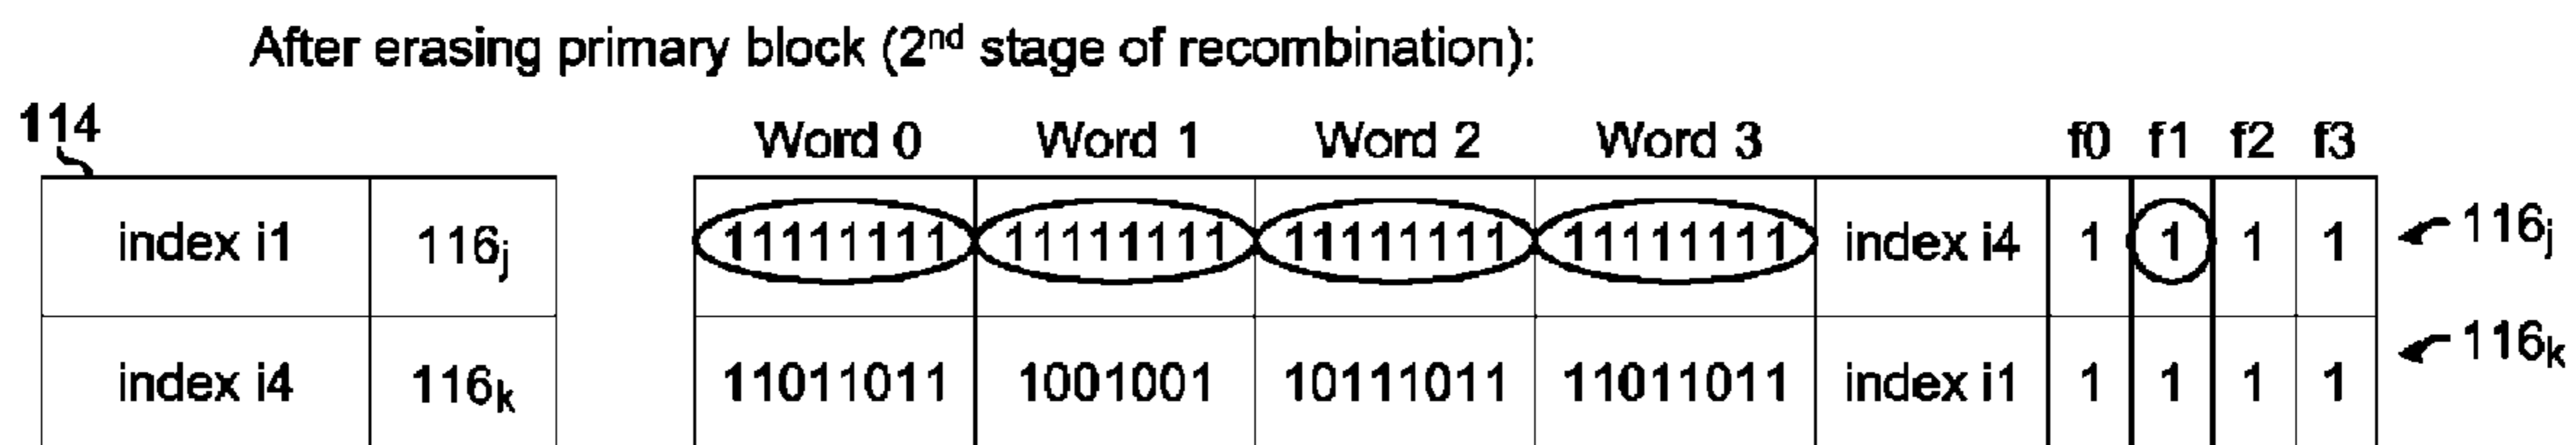 After erasing primary block (2nd stage of recombination):
114
Word 0 Word 1 Word 2 Word 3 f0 f1 f2 f3
index i1 116j 11111111 11111111 11111111 11111111 index i4 1 1 1 1 116j
index i4 116k 11011011 1001001 10111011 11011011 index i1 1 1 1 1 116k